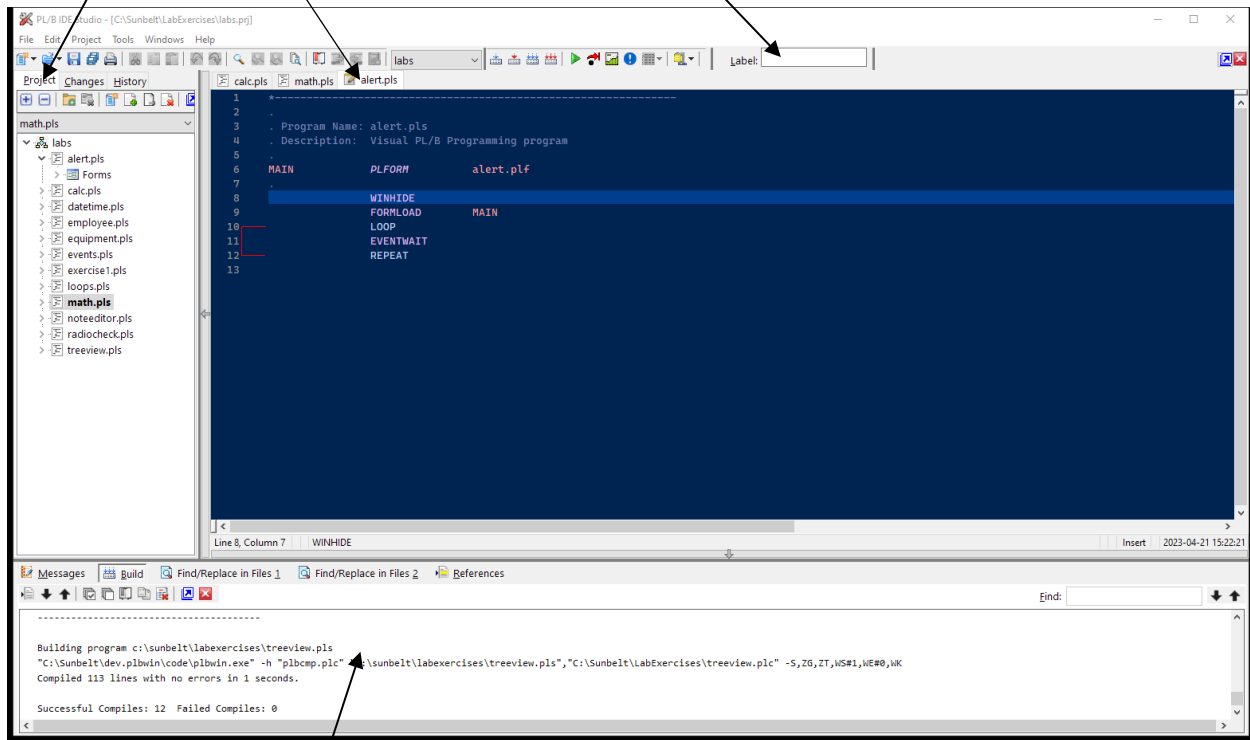 PL/B IDE Studio - [C:\Sunbelt\LabExercises\labs.prj]
File Edit Project Tools Windows Help
labs
Label:
Project Changes History
calc.pls math.pls alert.pls
math.pls
labs
alert.pls
Forms
calc.pls
datetime.pls
employee.pls
equipment.pls
events.pls
exercise1.pls
loops.pls
math.pls
noteeditor.pls
radiocheck.pls
treeview.pls
1 *---------------------------------------------------------------
2 .
3 . Program Name: alert.pls
4 . Description: Visual PL/B Programming program
5 .
6 MAIN PLFORM alert.plf
7 .
8 WINHIDE
9 FORMLOAD MAIN
10 LOOP
11 EVENTWAIT
12 REPEAT
13
Line 8, Column 7 WINHIDE Insert 2023-04-21 15:22:21
Messages Build Find/Replace in Files 1 Find/Replace in Files 2 References
Find:
---------------------------------------
Building program c:\sunbelt\labexercises\treeview.pls
"C:\Sunbelt\dev.plbwin\code\plbwin.exe" -h "plbcmp.plc" :\sunbelt\labexercises\treeview.pls","C:\Sunbelt\LabExercises\treeview.plc" -S,ZG,ZT,WS#1,WE#0,WK
Compiled 113 lines with no errors in 1 seconds.
Successful Compiles: 12 Failed Compiles: 0